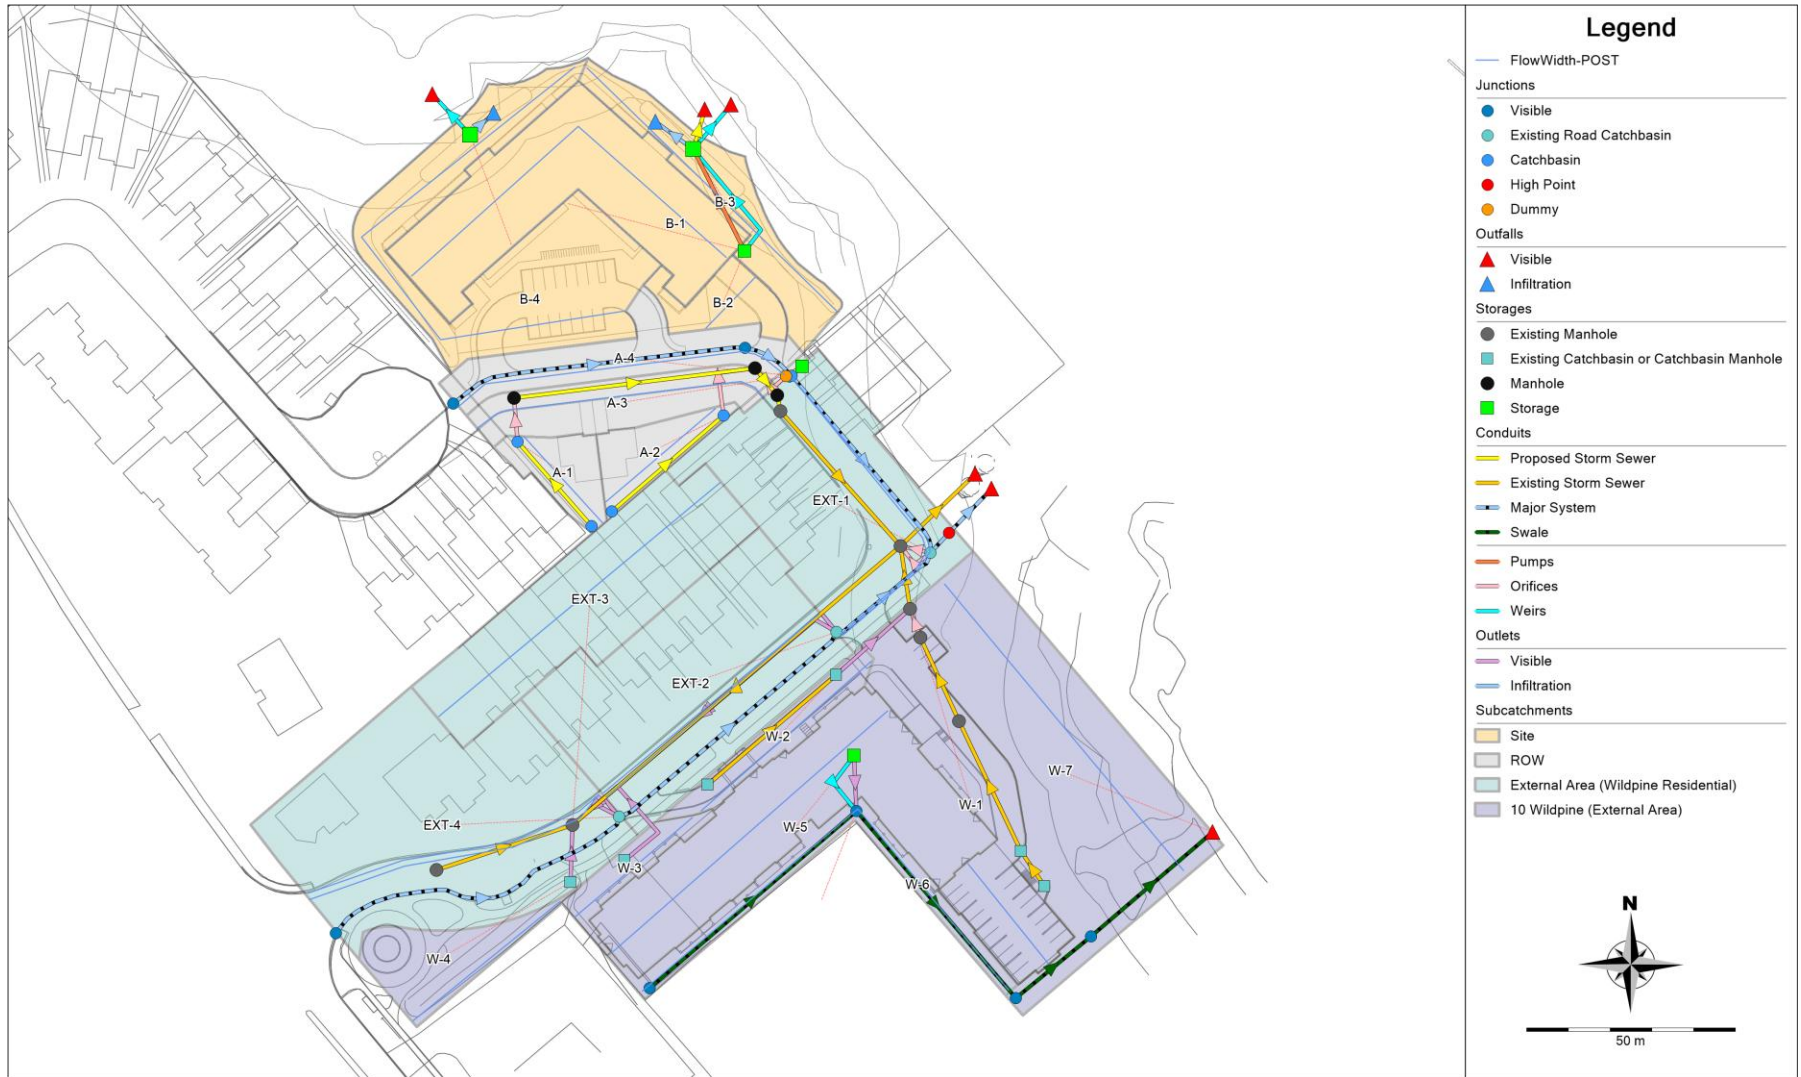 B-3
B-1
B-4
B-2
A-4
A-3
A-2
A-1
EXT-1
EXT-3
EXT-2
W-2
W-7
W-1
W-5
EXT-4
W-3
W-6
W-4
Legend
FlowWidth-POST
Junctions
Visible
Existing Road Catchbasin
Catchbasin
High Point
Dummy
Outfalls
Visible
Infiltration
Storages
Existing Manhole
Existing Catchbasin or Catchbasin Manhole
Manhole
Storage
Conduits
Proposed Storm Sewer
Existing Storm Sewer
Major System
Swale
Pumps
Orifices
Weirs
Outlets
Visible
Infiltration
Subcatchments
Site
ROW
External Area (Wildpine Residential)
10 Wildpine (External Area)
N
50 m